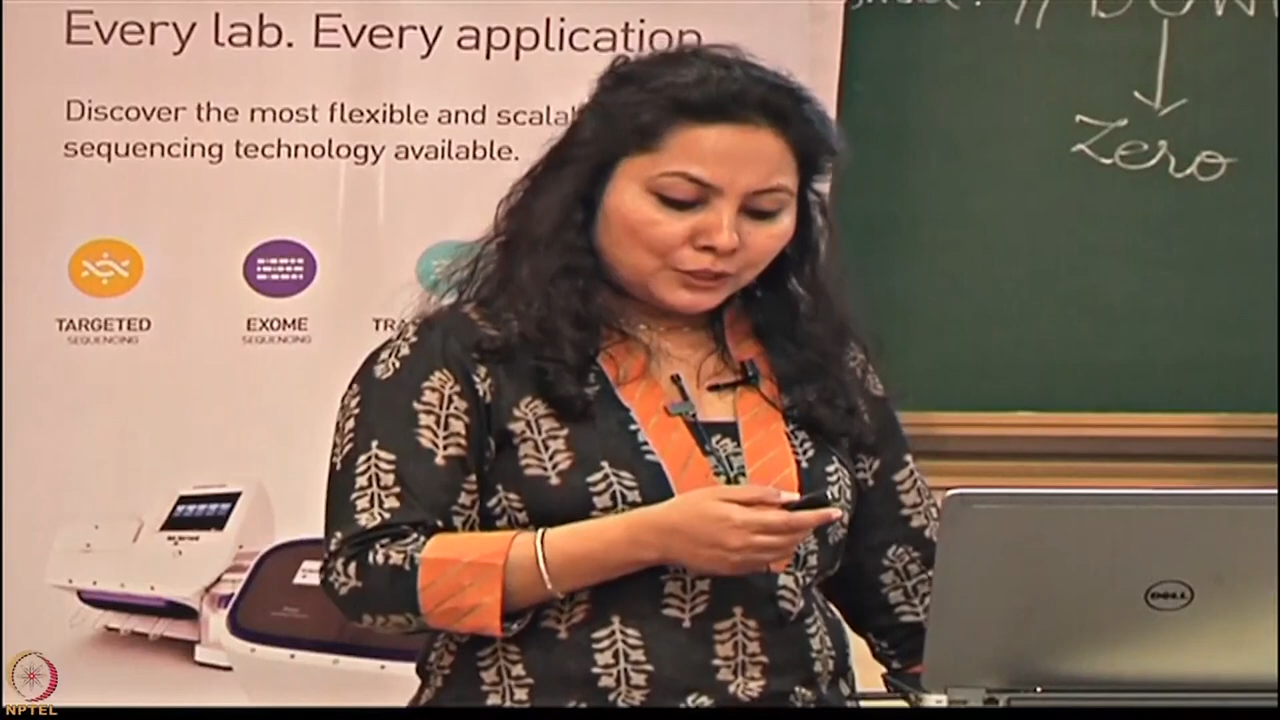 Every lab. Every application.
Discover the most flexible and
sequencing technology available.
TARGETED
SEQUENCING
EXOME
SEQUENCING
Zero
DELL
NPTEL